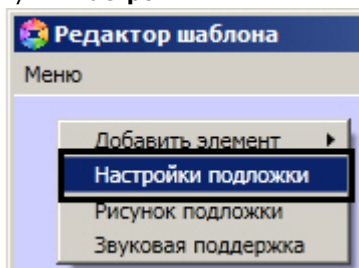 Редактор шаблона
Меню
Добавить элемент
Настройки подложки
Рисунок подложки
Звуковая поддержка